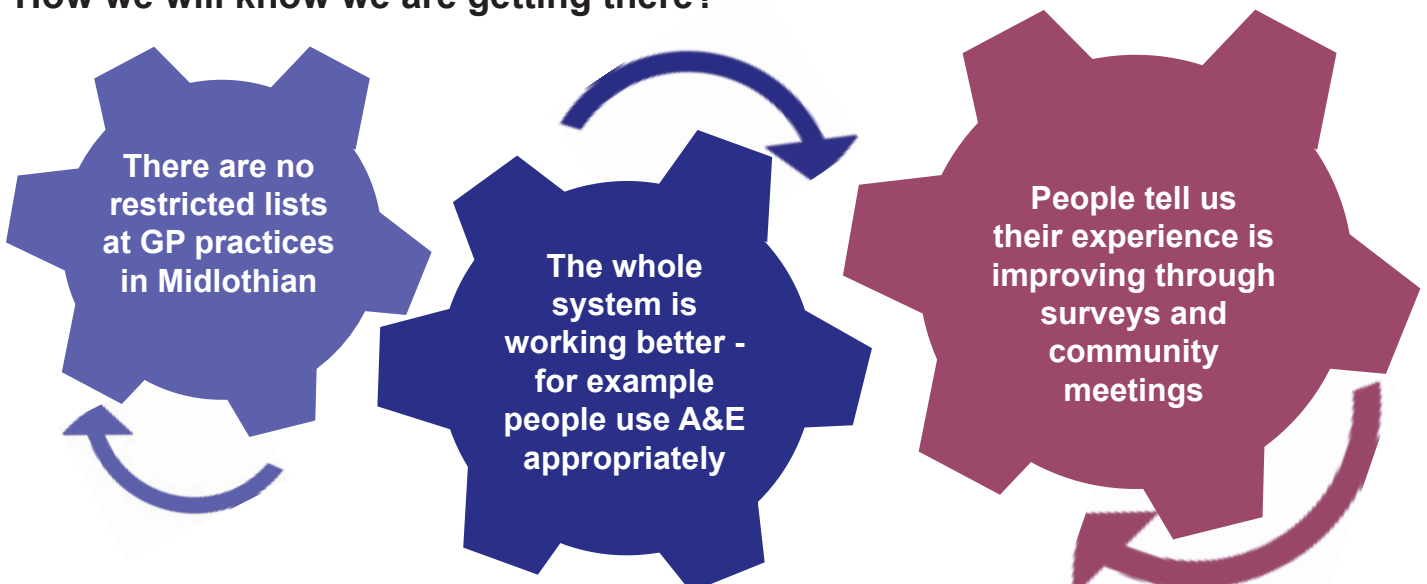 How we will know we are getting there?
There are no
restricted lists
at GP practices
in Midlothian
The whole
system is
working better -
for example
people use A&E
appropriately
People tell us
their experience is
improving through
surveys and
community
meetings